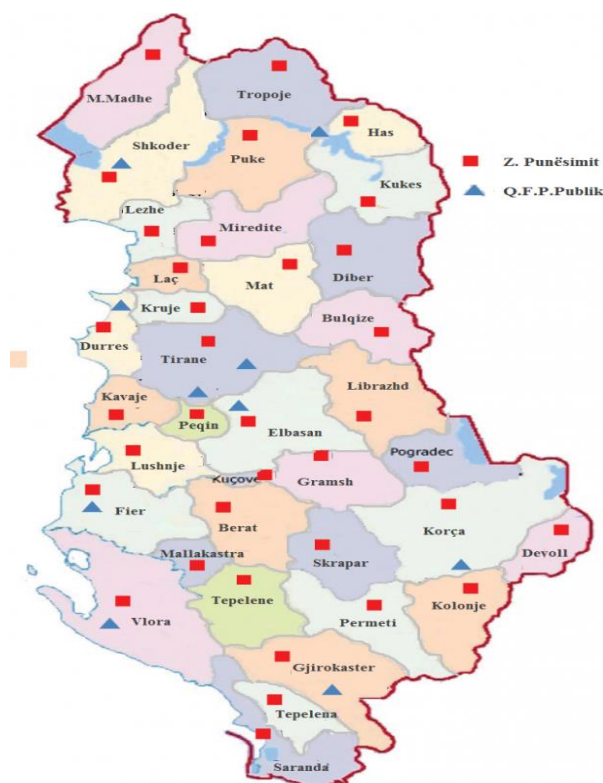 M.Madhe
Tropoje
Shkoder
Has
Puke
Z. Punësimit
Kukes
Q.F.P.Publik
Lezhe
Miredite
Diber
Laç
Mat
Kruje
Bulqize
Durres
Tirane
Librazhd
Kavaje
Peqin
Elbasan
Lushnje
Pogradec
Kuçove
Gramsh
Fier
Berat
Korça
Devoll
Mallakastra
Skrapar
Tepelene
Kolonje
Vlora
Permeti
Gjirokaster
Tepelena
Saranda